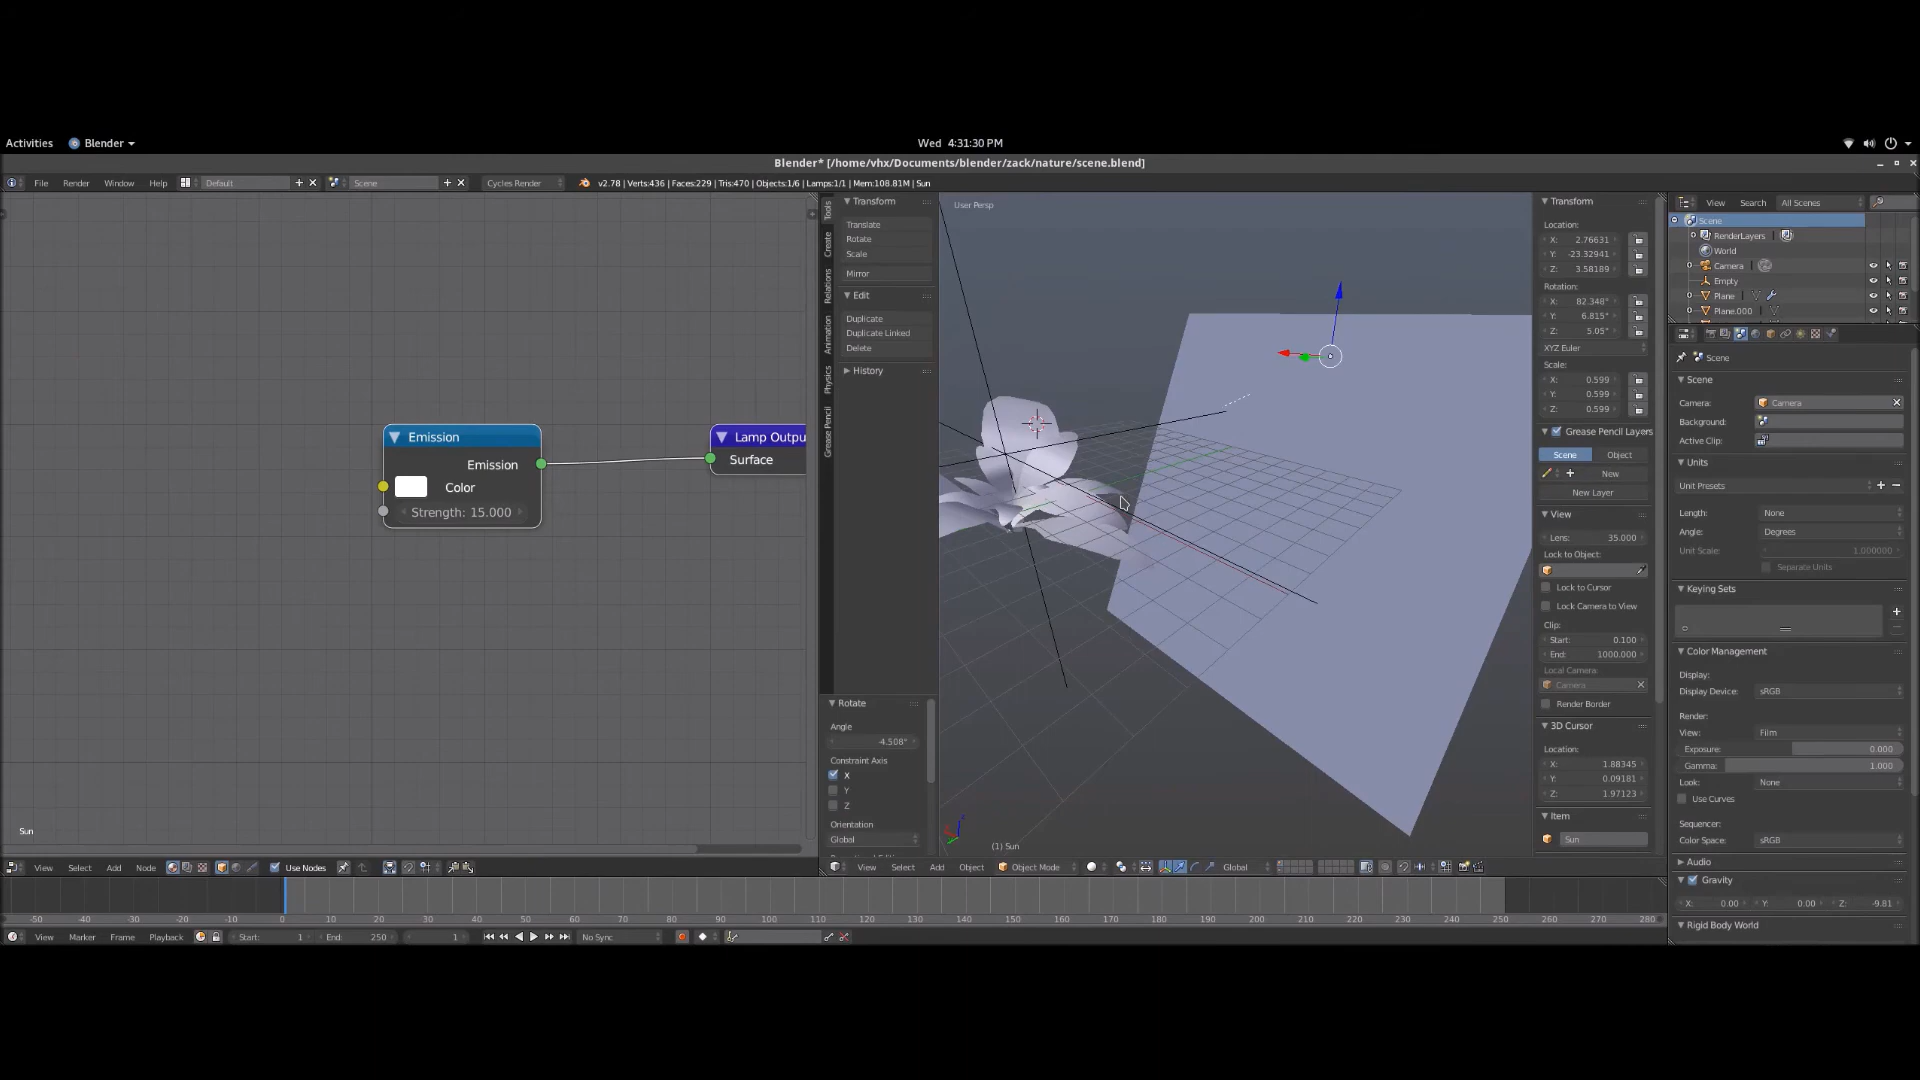 Activities Blender Wed 4:31:30 PM
Blender* [/home/vhx/Documents/blender/zack/nature/scene.blend]
File Render Window Help Default Scene Cycles Render v2.78 | Verts:436 | Faces:229 | Tris:470 | Objects:1/6 | Lamps:1/1 | Mem:108.81M | Sun
Emission
Emission
Color
Strength: 15.000
Lamp Outpu
Surface
Sun
View Select Add Node Use Nodes
Tools
Create
Relations
Animation
Physics
Grease Pencil
Transform
Translate
Rotate
Scale
Mirror
Edit
Duplicate
Duplicate Linked
Delete
History
Rotate
Angle
-4.508°
Constraint Axis
X
Y
Z
Orientation
Global
User Persp
(1) Sun
View Select Add Object Object Mode Global
Transform
Location:
X: 2.76631
Y: -23.32941
Z: 3.58189
Rotation:
X: 82.348°
Y: 6.815°
Z: 5.05°
XYZ Euler
Scale:
X: 0.599
Y: 0.599
Z: 0.599
Grease Pencil Layers
Scene Object
New
New Layer
View
Lens: 35.000
Lock to Object:
Lock to Cursor
Lock Camera to View
Clip:
Start: 0.100
End: 1000.000
Local Camera:
Camera
Render Border
3D Cursor
Location:
X: 1.88345
Y: 0.09181
Z: 1.97123
Item
Sun
View Search All Scenes
Scene
RenderLayers
World
Camera
Empty
Plane
Plane.000
Scene
Scene
Camera: Camera
Background:
Active Clip:
Units
Unit Presets
Length: None
Angle: Degrees
Unit Scale: 1.000000
Separate Units
Keying Sets
Color Management
Display:
Display Device: sRGB
Render:
View: Film
Exposure: 0.000
Gamma: 1.000
Look: None
Use Curves
Sequencer:
Color Space: sRGB
Audio
Gravity
X: 0.00 Y: 0.00 Z: -9.81
Rigid Body World
-50 -40 -30 -20 -10 0 10 20 30 40 50 60 70 80 90 100 110 120 130 140 150 160 170 180 190 200 210 220 230 240 250 260 270 280
View Marker Frame Playback Start: 1 End: 250 1 No Sync